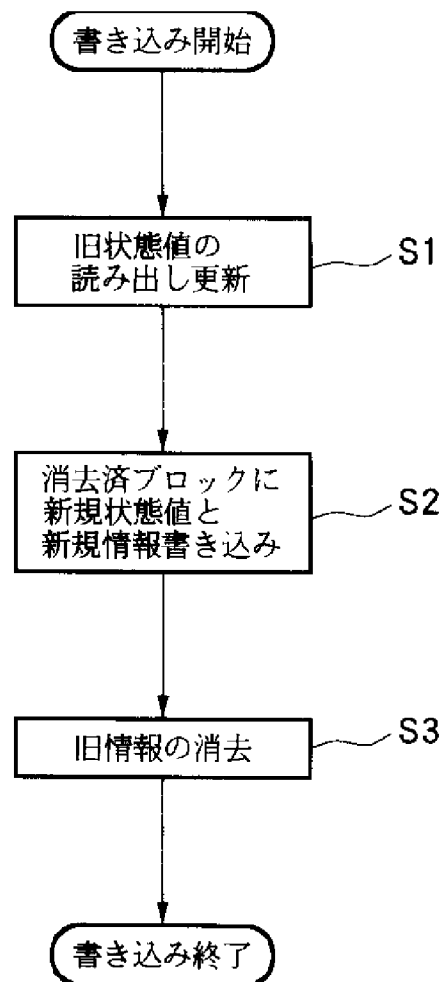 書き込み開始
旧状態値の
読み出し更新
S1
消去済ブロックに
新規状態値と
新規情報書き込み
S2
旧情報の消去
S3
書き込み終了